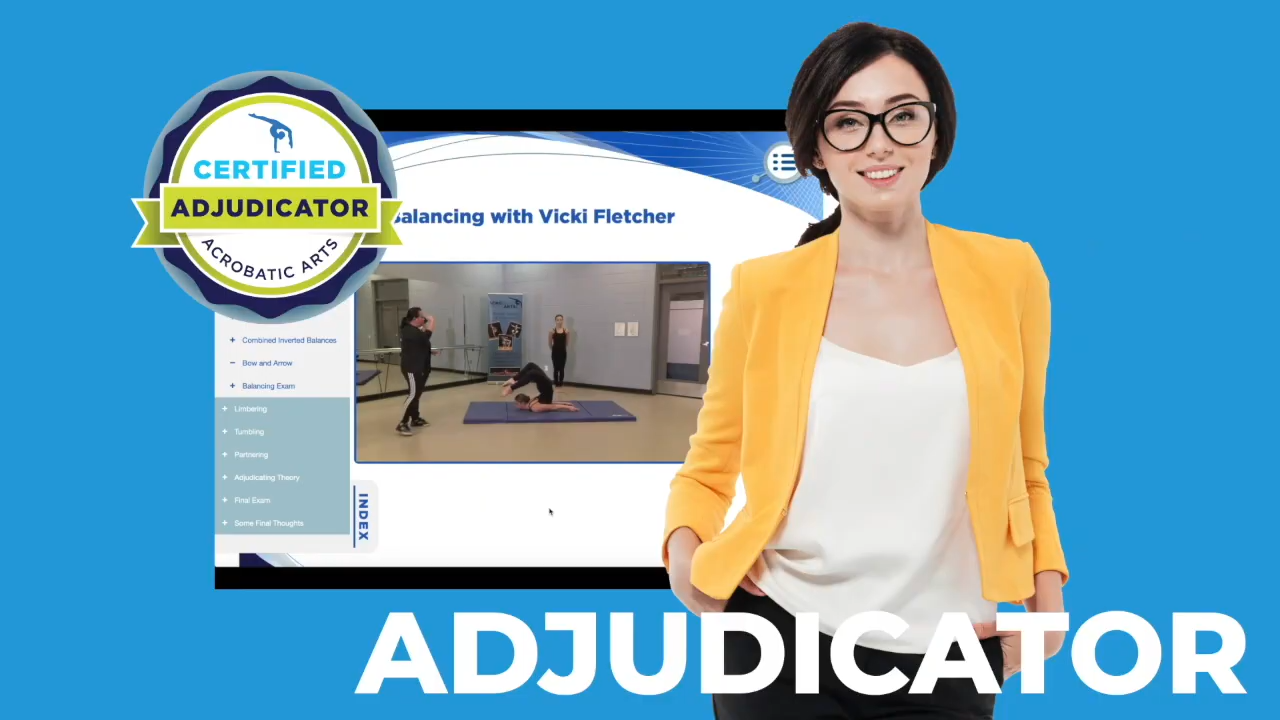 CERTIFIED
ADJUDICATOR
ACROBATIC ARTS
Balancing with Vicki Fletcher
+ Combined Inverted Balances
− Bow and Arrow
+ Balancing Exam
+ Limbering
+ Tumbling
+ Partnering
+ Adjudicating Theory
+ Final Exam
+ Some Final Thoughts
INDEX
ADJUDICATOR